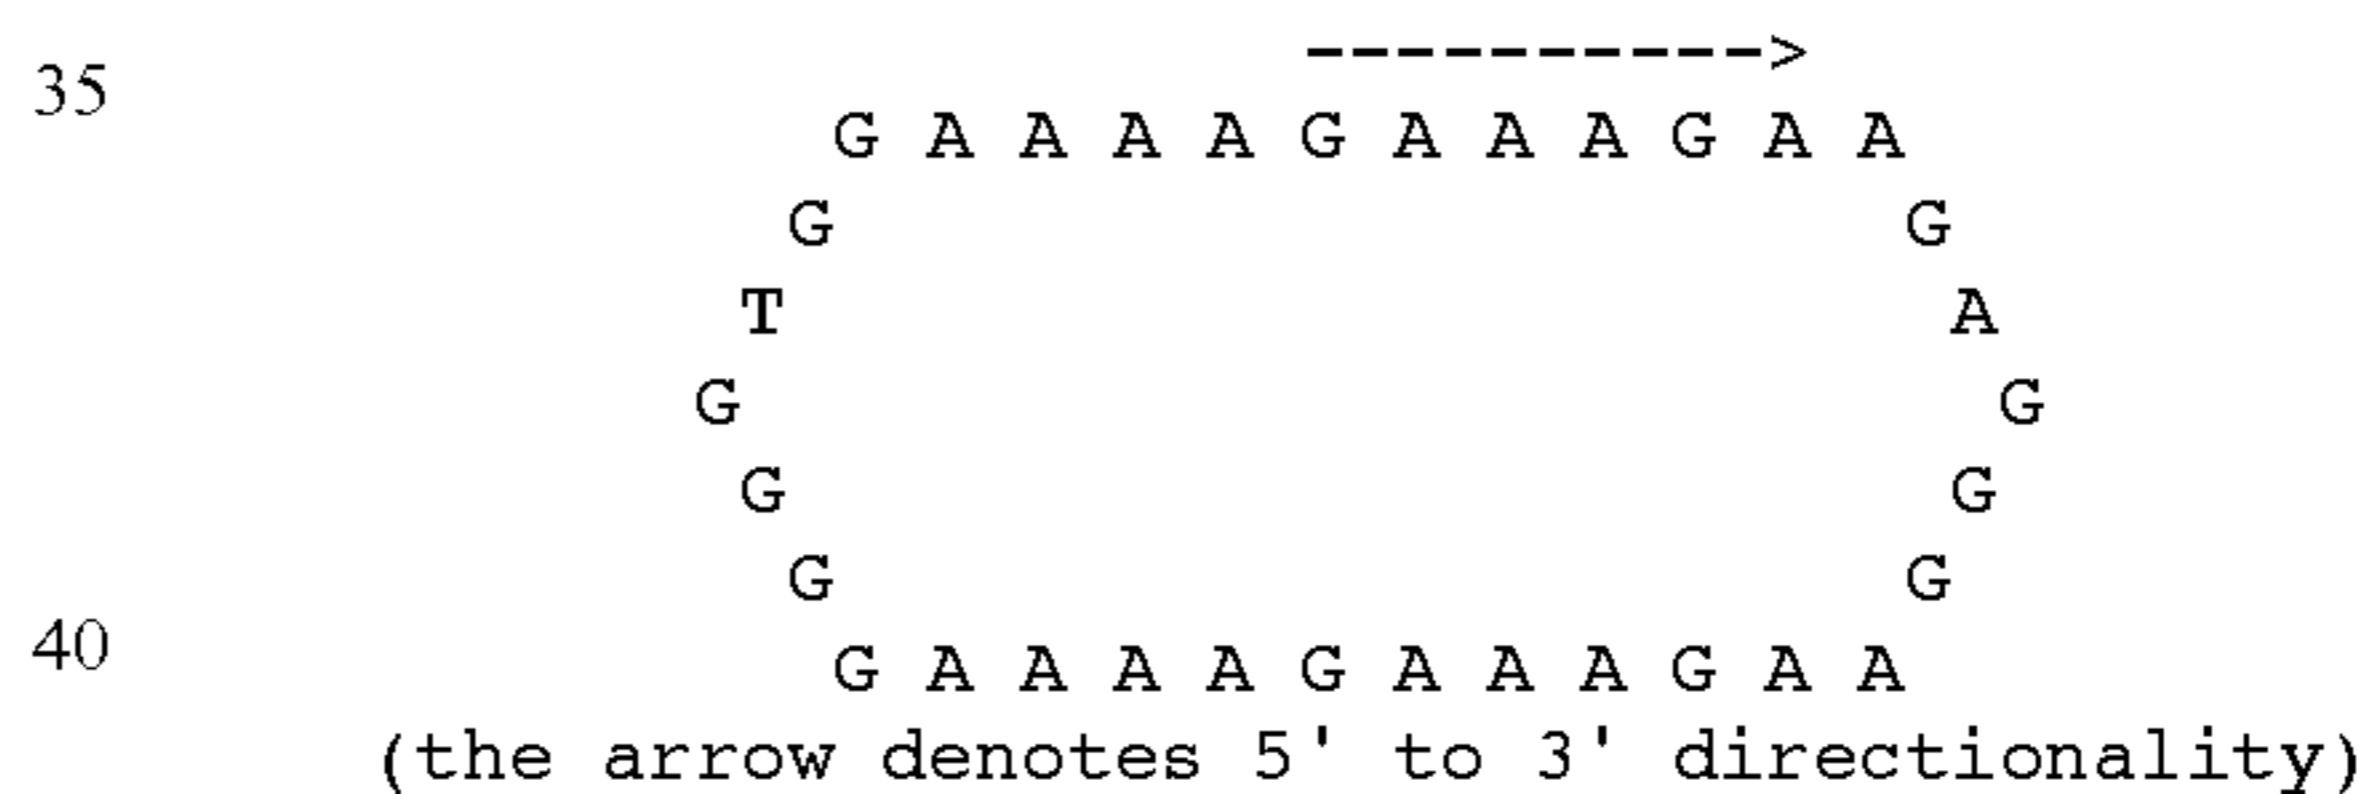 ----------->
35
G A A A A G A A A G A A
G G
T A
G G
G G
G G
40
G A A A A G A A A G A A
(the arrow denotes 5' to 3' directionality)